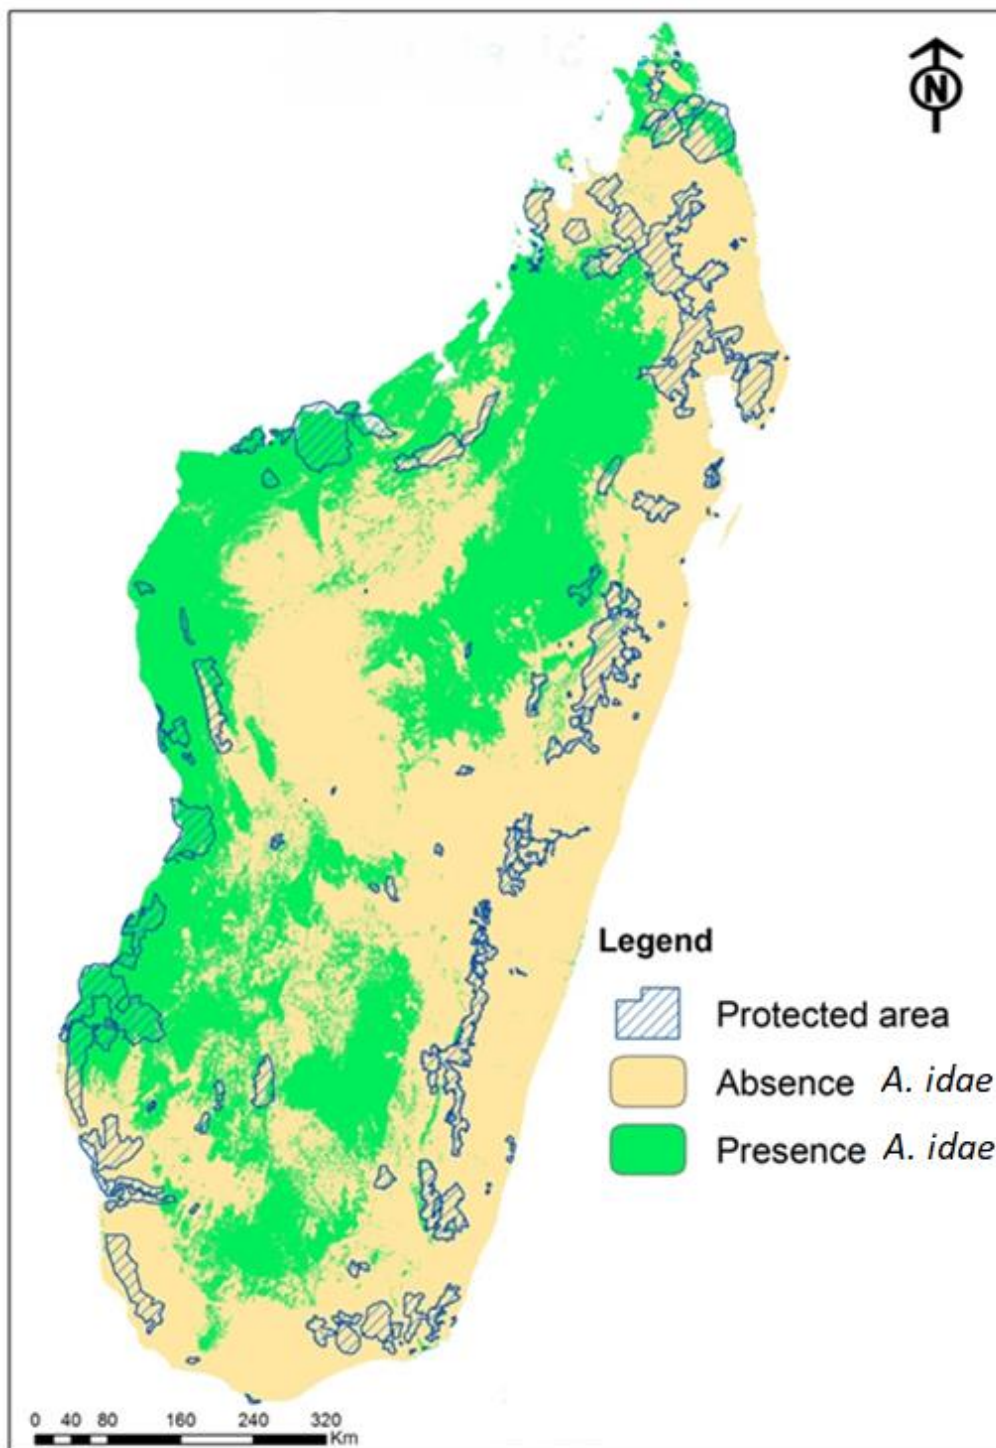 N
Legend
Protected area
Absence A. idae
Presence A. idae
0 40 80 160 240 320
Km